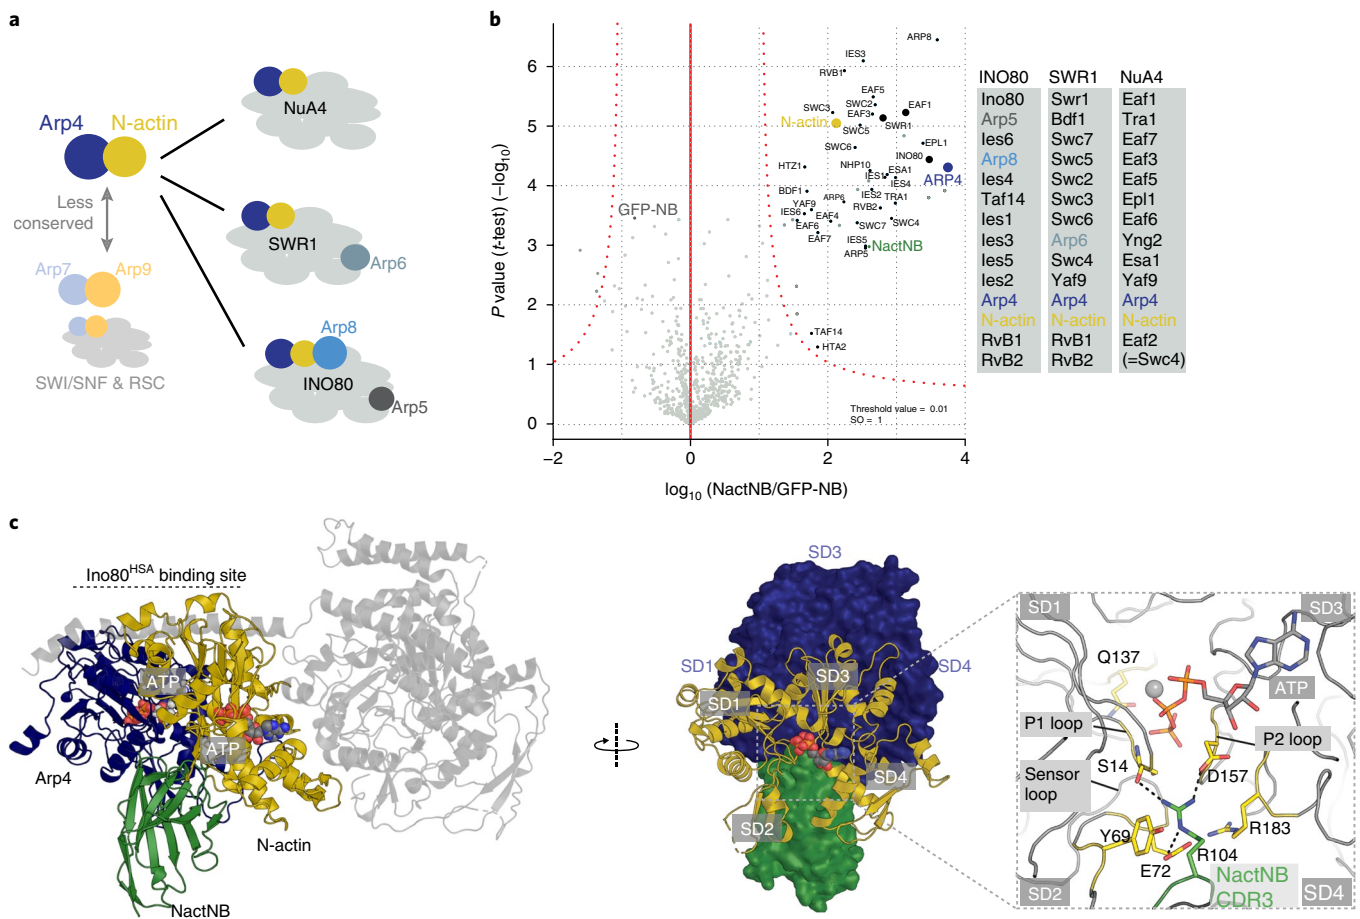 a
Arp4
N-actin
Less
conserved
Arp7
Arp9
SWI/SNF & RSC
NuA4
SWR1
Arp6
Arp8
INO80
Arp5
b
P value (t-test) (–log10)
6
5
4
3
2
1
0
–2
0
2
4
log10 (NactNB/GFP-NB)
ARP8
IES3
RVB1
EAF5
SWC2
EAF1
SWC3
EAF3
N-actin
SWR1
SWC5
SWC6
EPL1
INO80
HTZ1
NHP10
ESA1
IES1
IES4
ARP4
BDF1
ARP6
IES2
TRA1
YAF9
RVB2
IES6
EAF4
SWC4
EAF6
SWC7
EAF7
IES5
NactNB
ARP5
GFP-NB
TAF14
HTA2
Threshold value = 0.01
SO = 1
INO80 SWR1 NuA4
Ino80 Swr1 Eaf1
Arp5 Bdf1 Tra1
Ies6 Swc7 Eaf7
Arp8 Swc5 Eaf3
Ies4 Swc2 Eaf5
Taf14 Swc3 Epl1
Ies1 Swc6 Eaf6
Ies3 Arp6 Yng2
Ies5 Swc4 Esa1
Ies2 Yaf9 Yaf9
Arp4 Arp4 Arp4
N-actin N-actin N-actin
RvB1 RvB1 Eaf2
RvB2 RvB2 (=Swc4)
c
Ino80HSA binding site
ATP
ATP
Arp4
N-actin
NactNB
SD3
SD1
SD4
SD3
SD1
SD4
SD2
SD1
SD3
Q137
ATP
P1 loop
P2 loop
S14
D157
Sensor
loop
Y69
R183
E72
R104
NactNB
CDR3
SD2
SD4